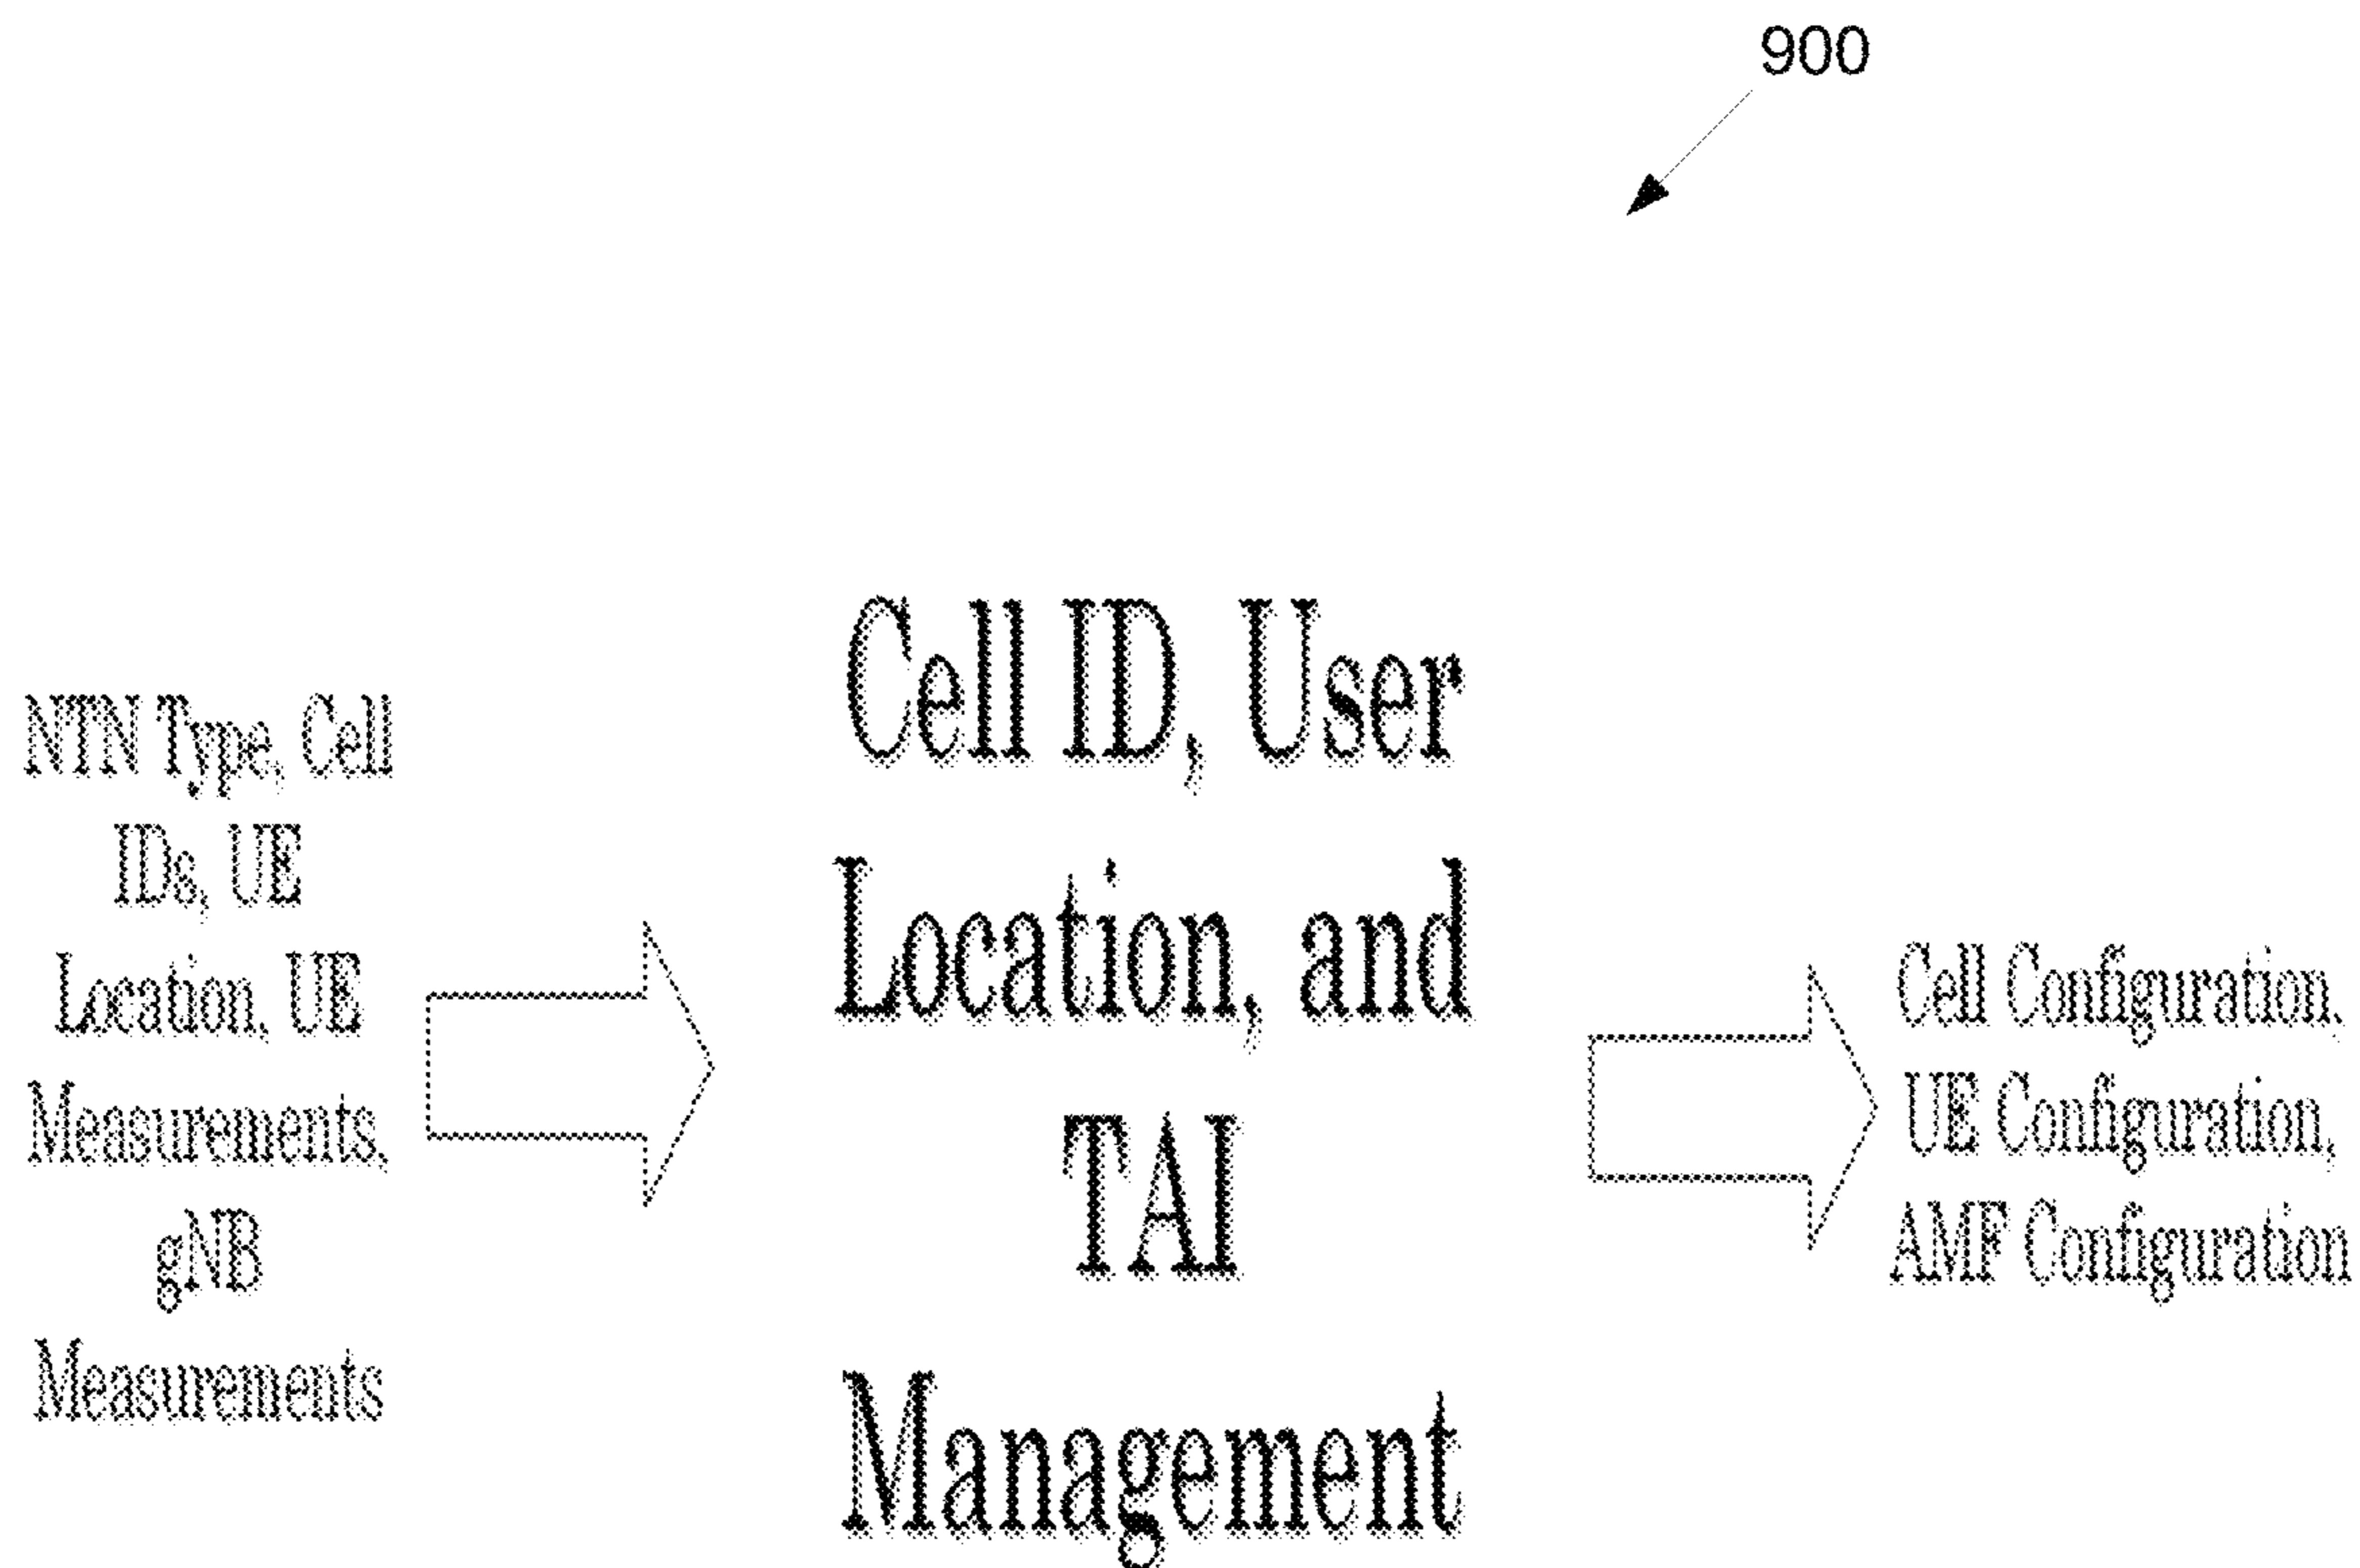 900
NTN Type, Cell
IDs, UE
Location, UE
Measurements,
gNB
Measurements
Cell ID, User
Location, and
TAI
Management
Cell Configuration,
UE Configuration,
AMF Configuration